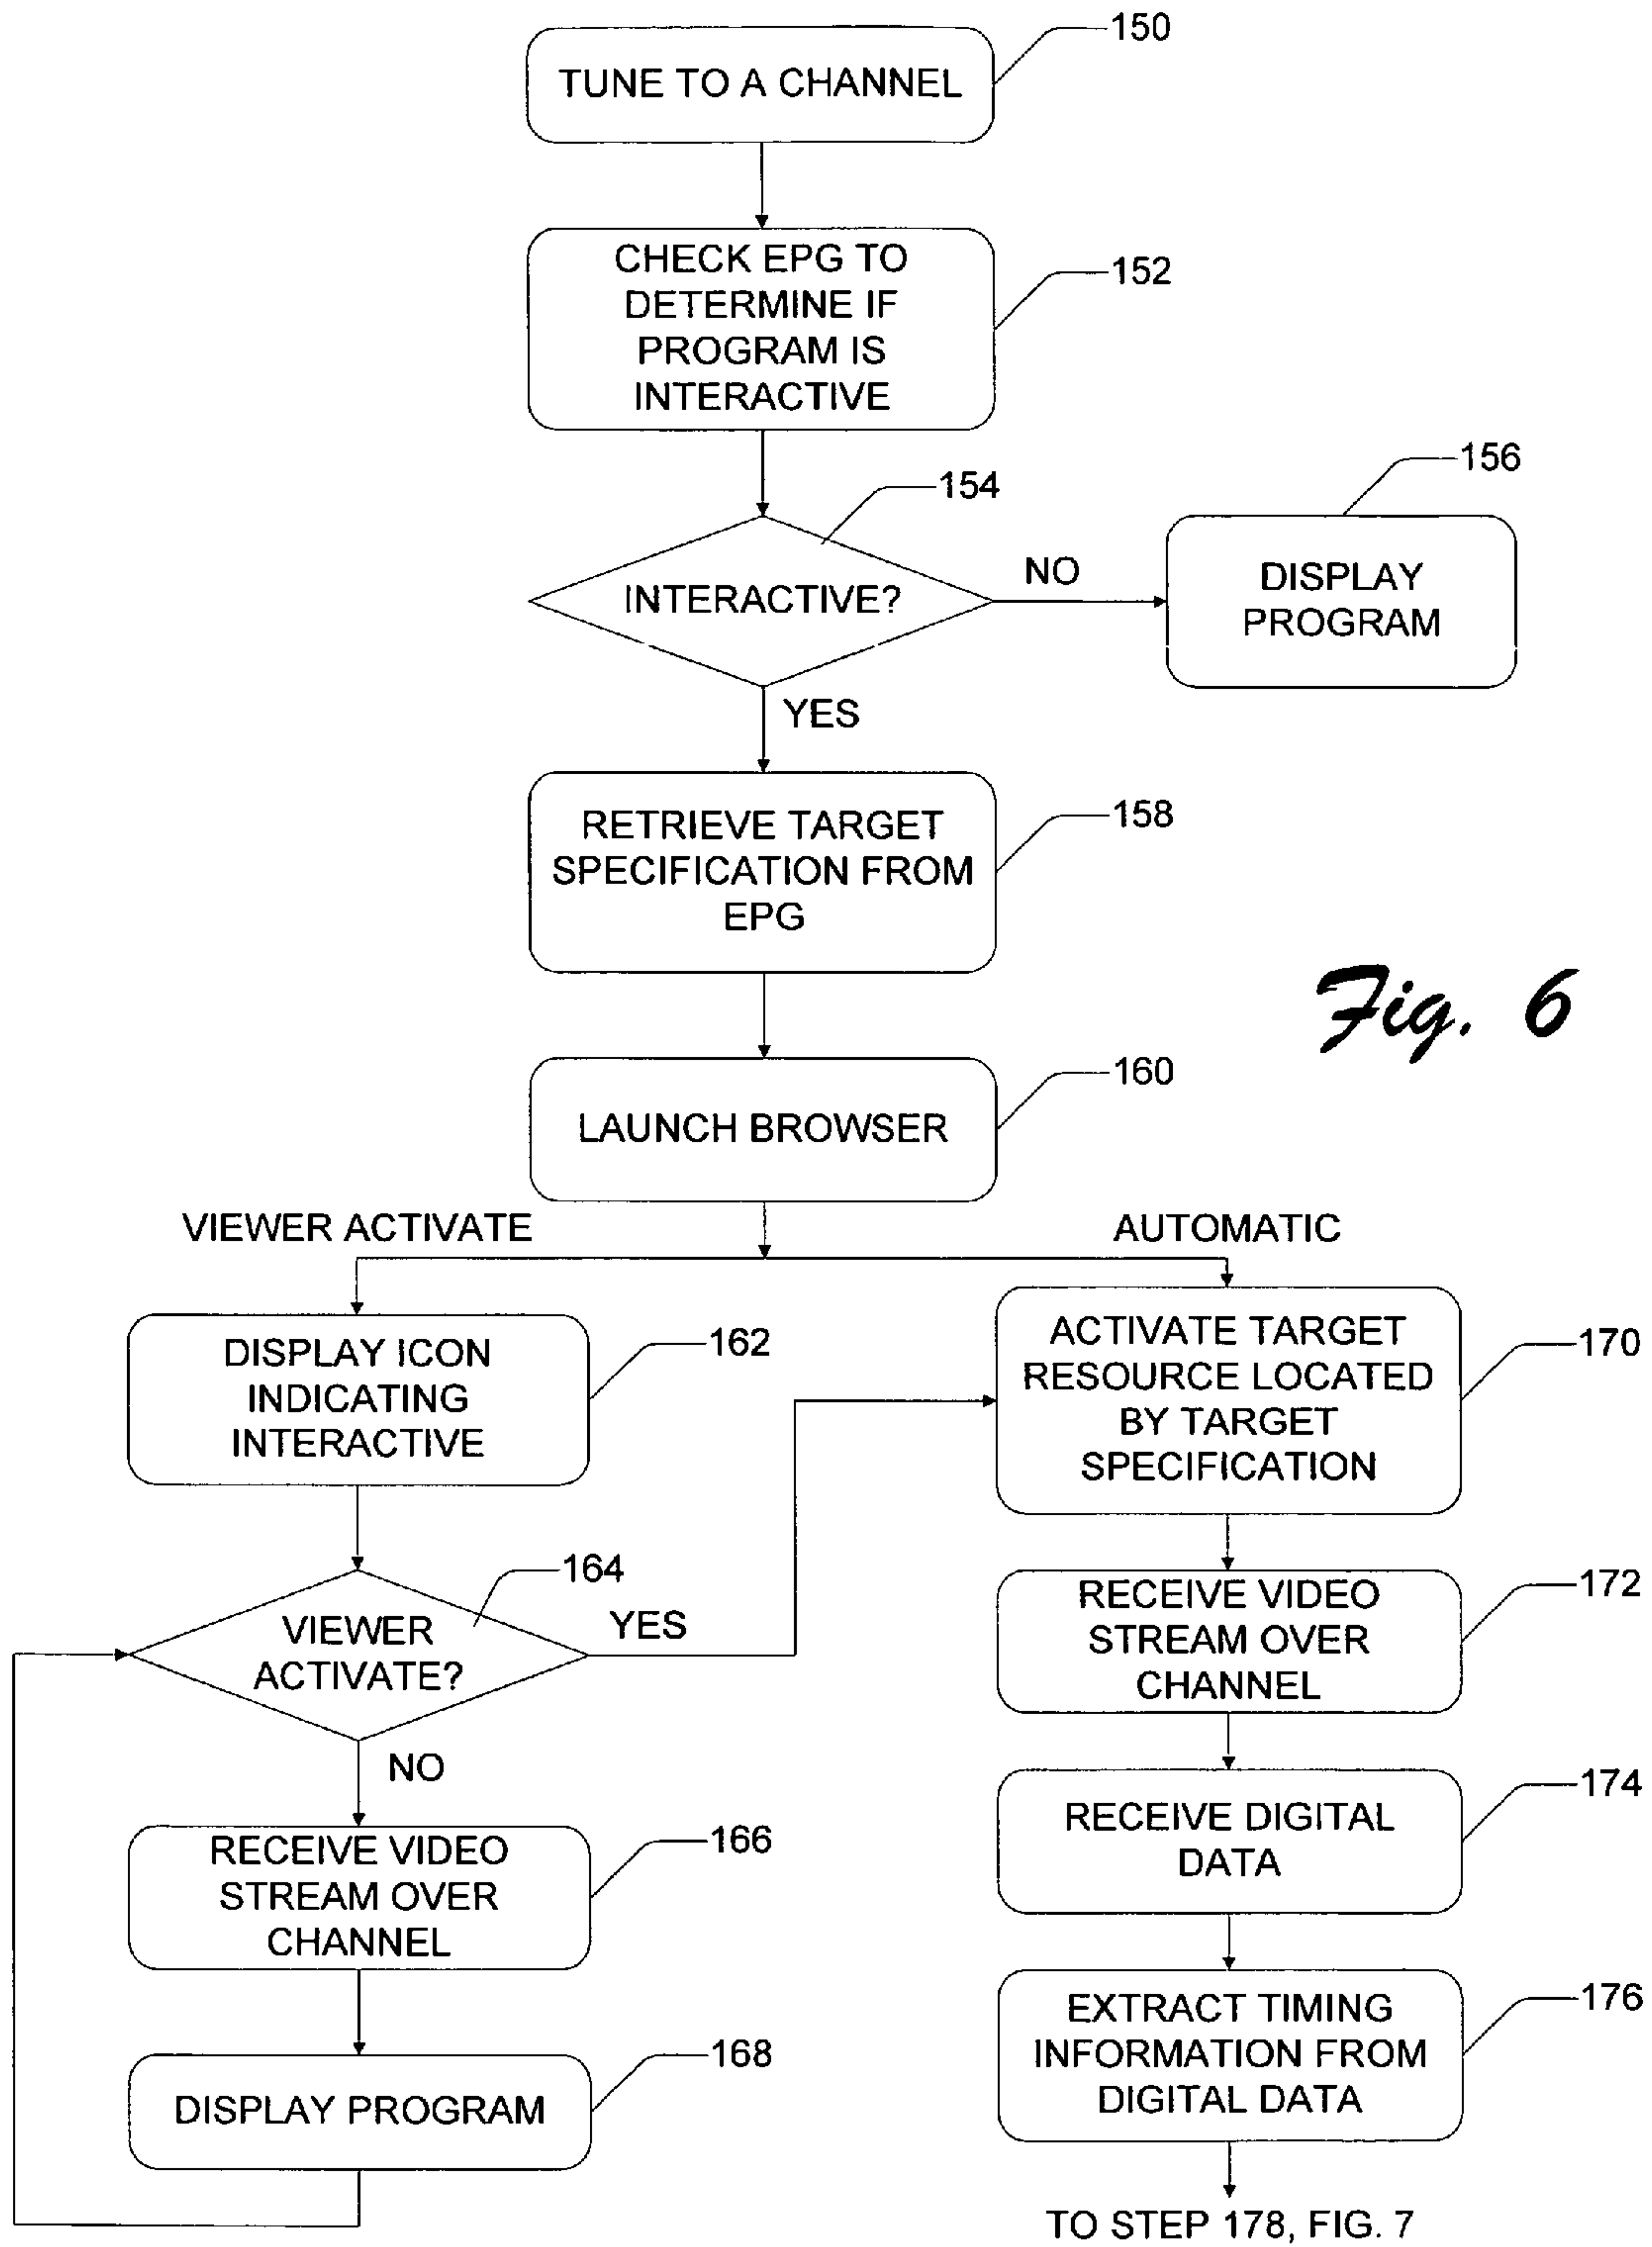 150
TUNE TO A CHANNEL
CHECK EPG TO
DETERMINE IF
PROGRAM IS
INTERACTIVE
152
154
156
INTERACTIVE?
NO
DISPLAY
PROGRAM
YES
RETRIEVE TARGET
SPECIFICATION FROM
EPG
158
Fig. 6
LAUNCH BROWSER
160
VIEWER ACTIVATE
AUTOMATIC
DISPLAY ICON
INDICATING
INTERACTIVE
162
ACTIVATE TARGET
RESOURCE LOCATED
BY TARGET
SPECIFICATION
170
164
VIEWER
ACTIVATE?
YES
NO
RECEIVE VIDEO
STREAM OVER
CHANNEL
172
RECEIVE VIDEO
STREAM OVER
CHANNEL
166
RECEIVE DIGITAL
DATA
174
DISPLAY PROGRAM
168
EXTRACT TIMING
INFORMATION FROM
DIGITAL DATA
176
TO STEP 178, FIG. 7